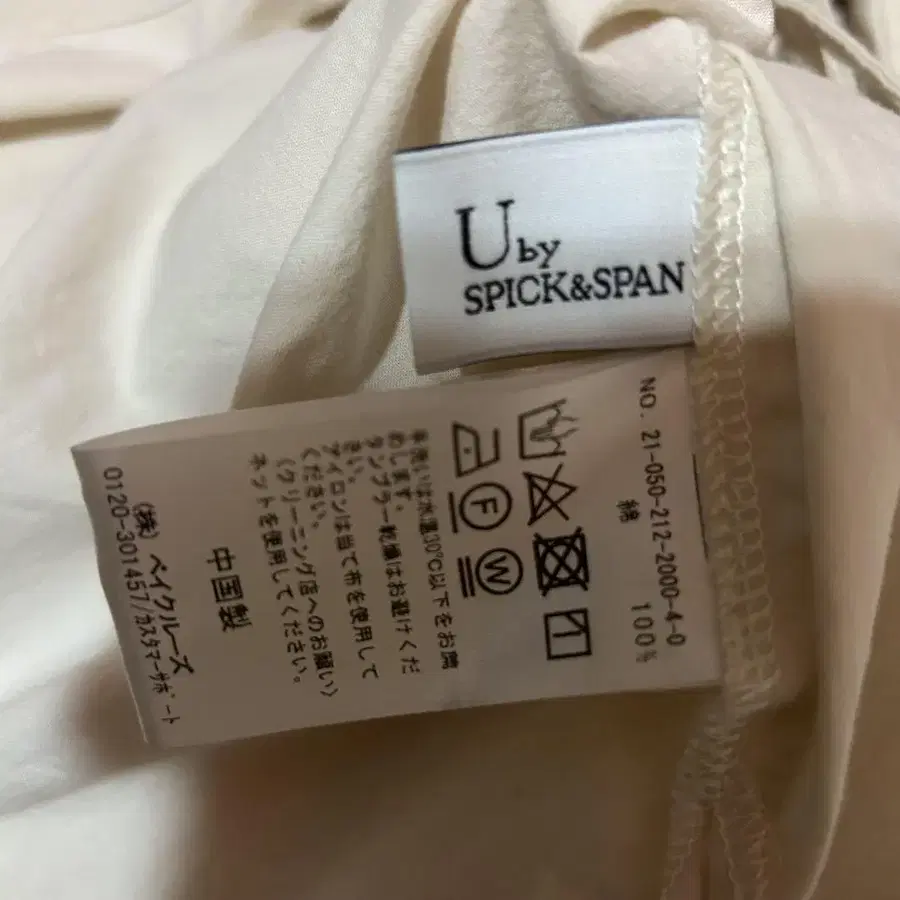 U by
SPICK&SPAN
NO. 21-050-212-2000-4-0
綿 100%
F
W
手洗いは水温30℃以下をお薦
めします。
タンブラー乾燥はお避けくだ
さい。
アイロンは当て布を使用して
ください。
〈クリーニング店へのお願い〉
ネットを使用してください。
中国製
(株) ベイクルーズ
0120-301457/カスタマーサポート